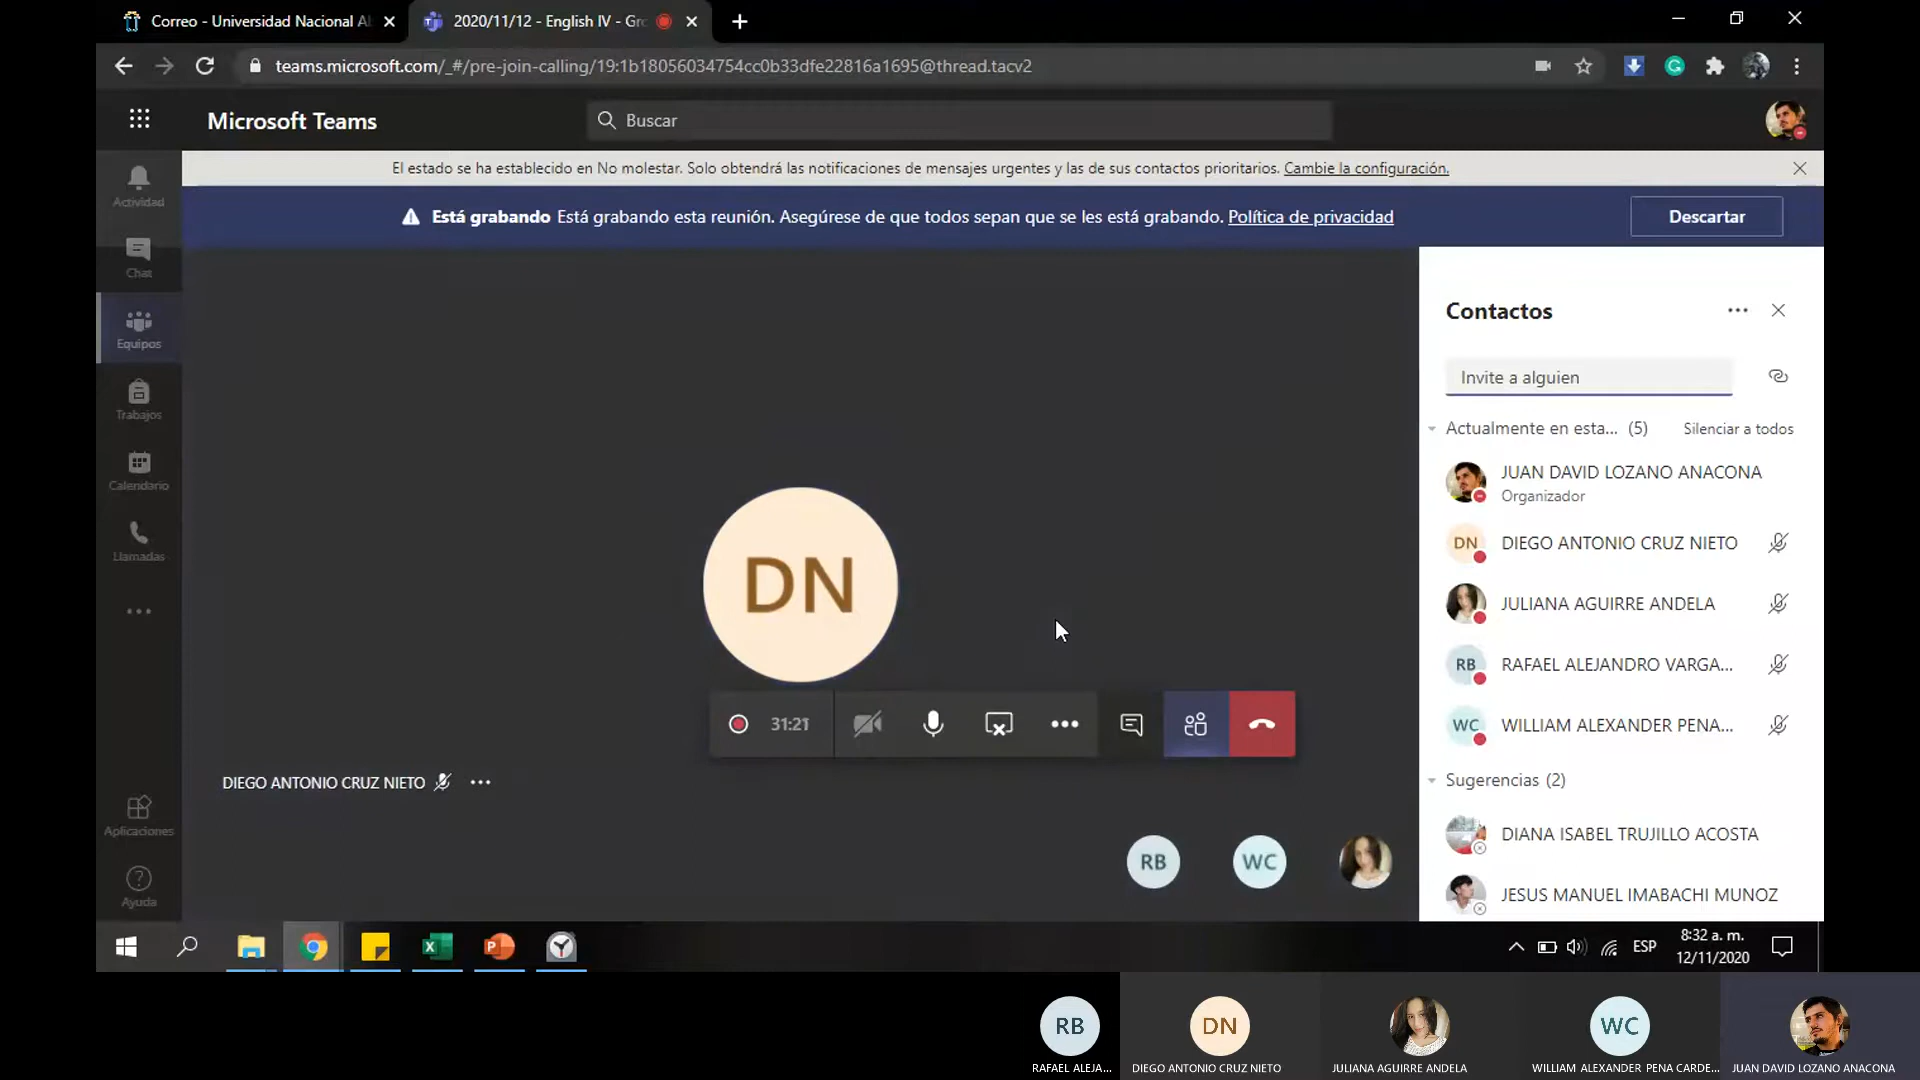 Correo - Universidad Nacional Al
2020/11/12 - English IV - Gr
teams.microsoft.com/_#/pre-join-calling/19:1b18056034754cc0b33dfe22816a1695@thread.tacv2
Microsoft Teams
Buscar
El estado se ha establecido en No molestar. Solo obtendrá las notificaciones de mensajes urgentes y las de sus contactos prioritarios. Cambie la configuración.
Está grabando Está grabando esta reunión. Asegúrese de que todos sepan que se les está grabando. Política de privacidad
Descartar
Actividad
Chat
Equipos
Trabajos
Calendario
Llamadas
Aplicaciones
Ayuda
DN
31:21
DIEGO ANTONIO CRUZ NIETO
RB
WC
Contactos
Invite a alguien
Actualmente en esta... (5)
Silenciar a todos
JUAN DAVID LOZANO ANACONA
Organizador
DN
DIEGO ANTONIO CRUZ NIETO
JULIANA AGUIRRE ANDELA
RB
RAFAEL ALEJANDRO VARGA...
WC
WILLIAM ALEXANDER PENA...
Sugerencias (2)
DIANA ISABEL TRUJILLO ACOSTA
JESUS MANUEL IMABACHI MUNOZ
ESP
8:32 a. m.
12/11/2020
RB
DN
WC
RAFAEL ALEJA...
DIEGO ANTONIO CRUZ NIETO
JULIANA AGUIRRE ANDELA
WILLIAM ALEXANDER PENA CARDE...
JUAN DAVID LOZANO ANACONA